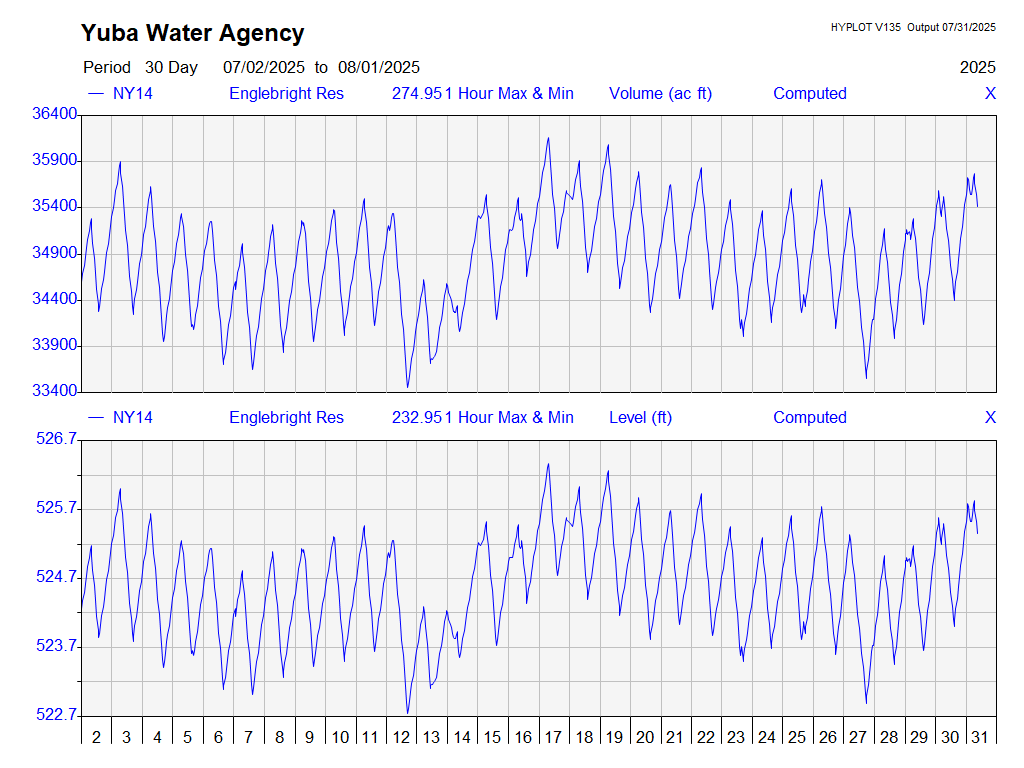 Yuba Water Agency
HYPLOT V135 Output 07/31/2025
Period 30 Day 07/02/2025 to 08/01/2025 2025
— NY14 Englebright Res 274.951 Hour Max & Min Volume (ac ft) Computed X
36400
35900
35400
34900
34400
33900
33400
— NY14 Englebright Res 232.951 Hour Max & Min Level (ft) Computed X
526.7
525.7
524.7
523.7
522.7
2 3 4 5 6 7 8 9 10 11 12 13 14 15 16 17 18 19 20 21 22 23 24 25 26 27 28 29 30 31